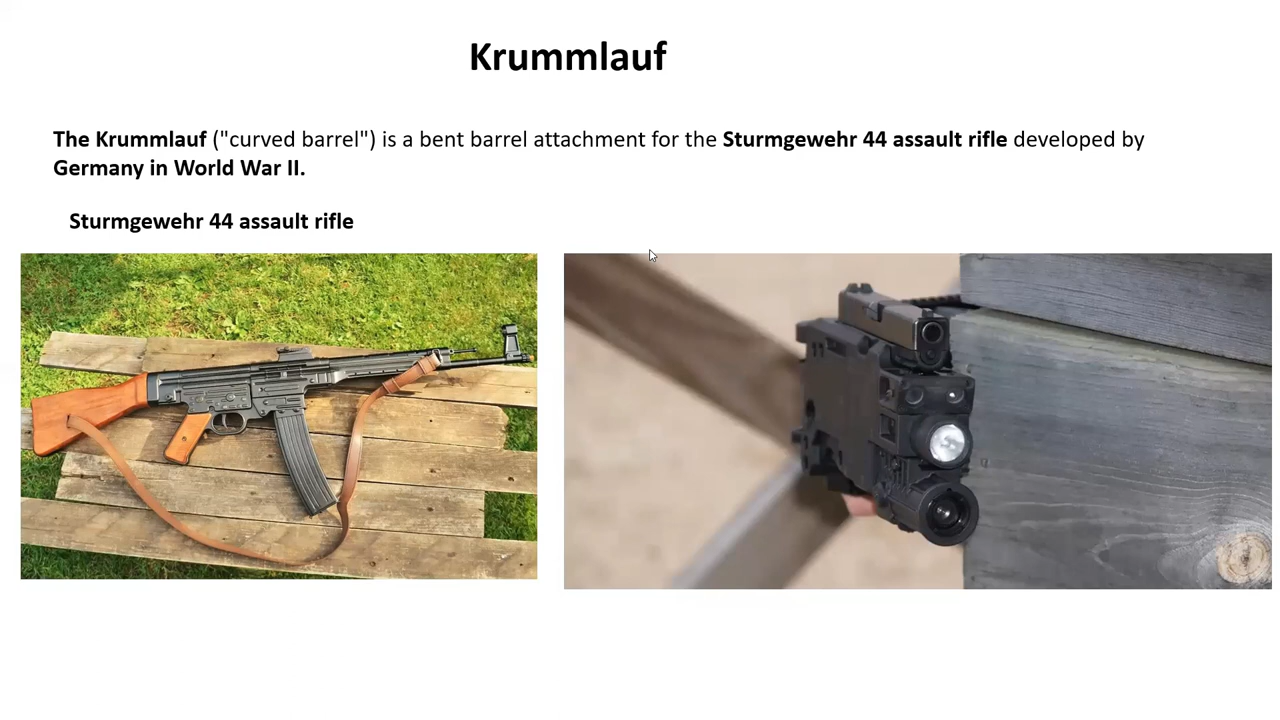 Krummlauf
The Krummlauf ("curved barrel") is a bent barrel attachment for the Sturmgewehr 44 assault rifle developed by
Germany in World War II.
Sturmgewehr 44 assault rifle